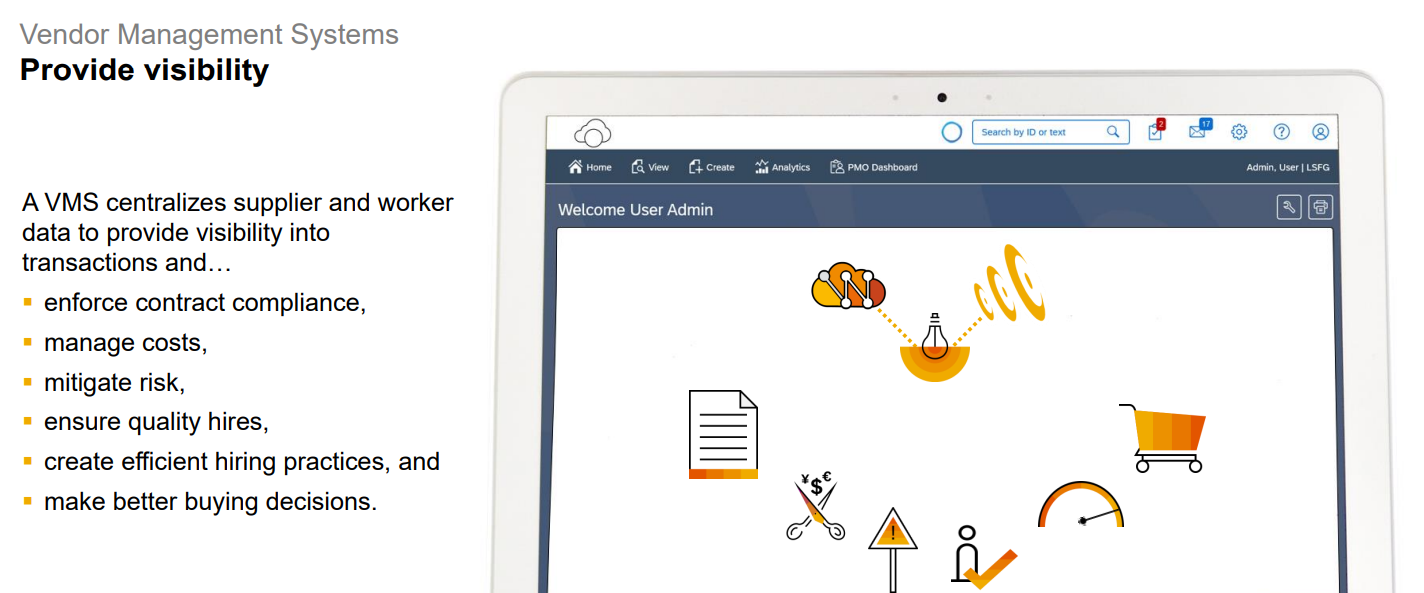 Vendor Management Systems
Provide visibility
A VMS centralizes supplier and worker
data to provide visibility into
transactions and…
enforce contract compliance,
manage costs,
mitigate risk,
ensure quality hires,
create efficient hiring practices, and
make better buying decisions.
Search by ID or text
2
17
Home
View
Create
Analytics
PMO Dashboard
Admin, User | LSFG
Welcome User Admin
¥$€
!